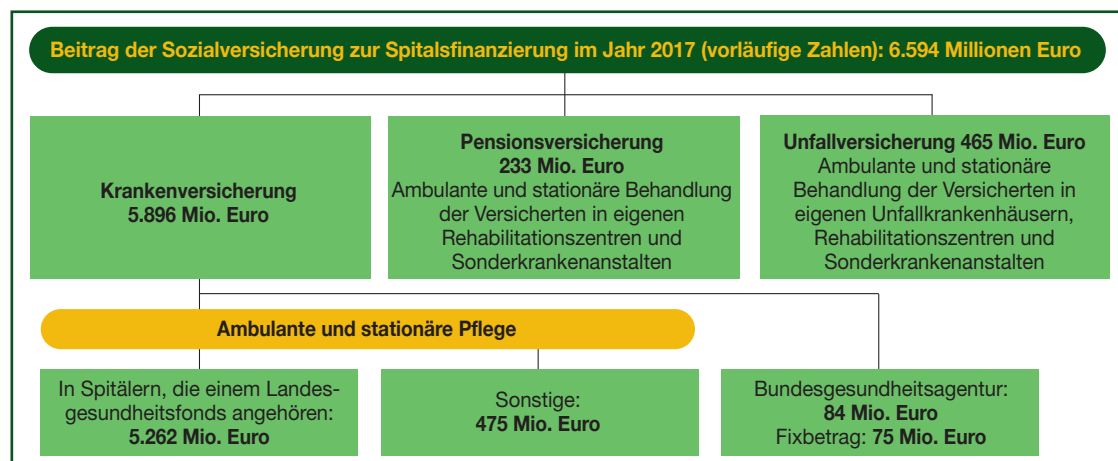 Beitrag der Sozialversicherung zur Spitalsfinanzierung im Jahr 2017 (vorläufige Zahlen): 6.594 Millionen Euro
Krankenversicherung
5.896 Mio. Euro
Pensionsversicherung
233 Mio. Euro
Ambulante und stationäre Behandlung
der Versicherten in eigenen
Rehabilitationszentren und
Sonderkrankenanstalten
Unfallversicherung 465 Mio. Euro
Ambulante und stationäre
Behandlung der Versicherten in
eigenen Unfallkrankenhäusern,
Rehabilitationszentren und
Sonderkrankenanstalten
Ambulante und stationäre Pflege
In Spitälern, die einem Landes-
gesundheitsfonds angehören:
5.262 Mio. Euro
Sonstige:
475 Mio. Euro
Bundesgesundheitsagentur:
84 Mio. Euro
Fixbetrag: 75 Mio. Euro